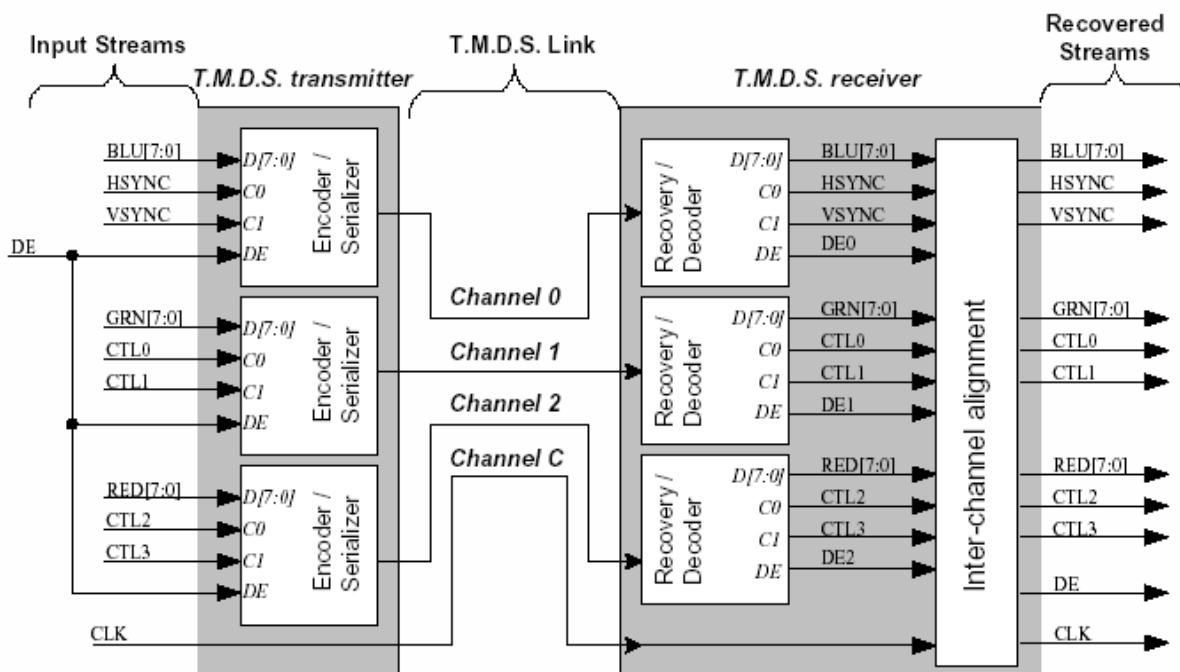 Input Streams
T.M.D.S. Link
Recovered
Streams
T.M.D.S. transmitter
T.M.D.S. receiver
BLU[7:0]
HSYNC
VSYNC
DE
D[7:0]
C0
C1
DE
Encoder /
Serializer
GRN[7:0]
CTL0
CTL1
D[7:0]
C0
C1
DE
Encoder /
Serializer
RED[7:0]
CTL2
CTL3
D[7:0]
C0
C1
DE
Encoder /
Serializer
CLK
Channel 0
Channel 1
Channel 2
Channel C
Recovery /
Decoder
D[7:0]
C0
C1
DE
BLU[7:0]
HSYNC
VSYNC
DE0
Recovery /
Decoder
D[7:0]
C0
C1
DE
GRN[7:0]
CTL0
CTL1
DE1
Recovery /
Decoder
D[7:0]
C0
C1
DE
RED[7:0]
CTL2
CTL3
DE2
Inter-channel alignment
BLU[7:0]
HSYNC
VSYNC
GRN[7:0]
CTL0
CTL1
RED[7:0]
CTL2
CTL3
DE
CLK